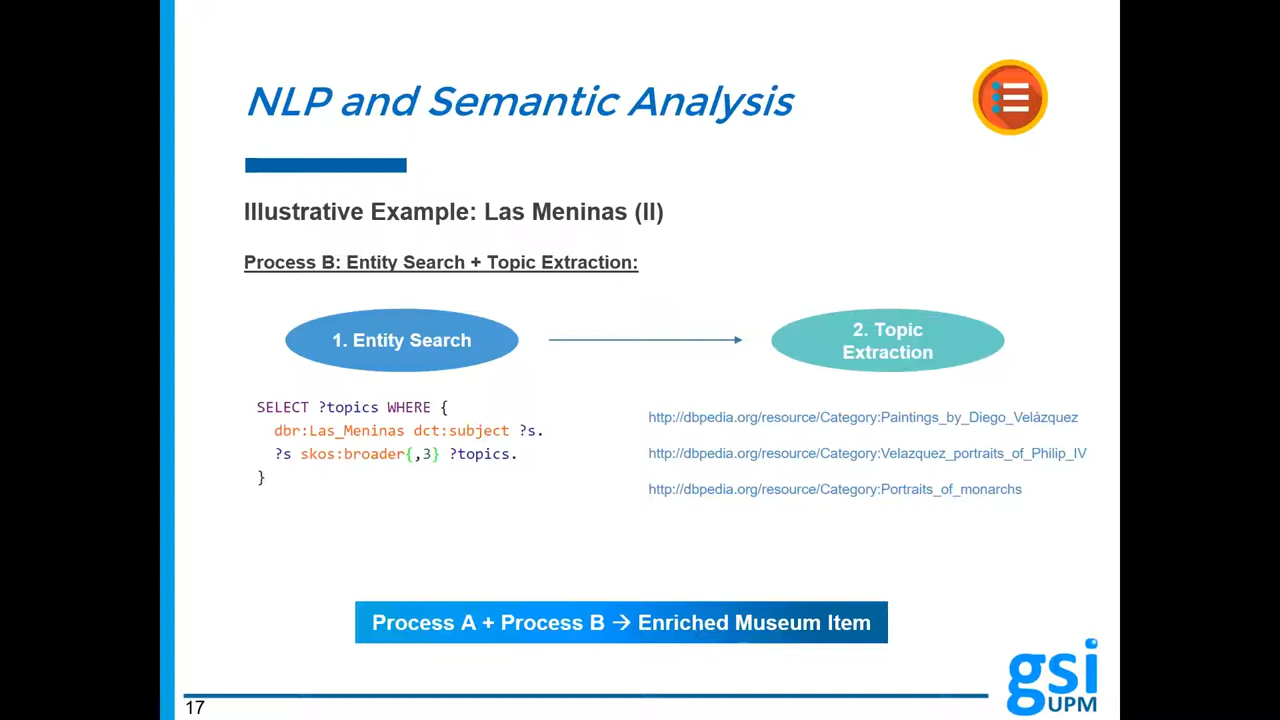 NLP and Semantic Analysis
Illustrative Example: Las Meninas (II)
Process B: Entity Search + Topic Extraction:
1. Entity Search
2. Topic
Extraction
SELECT ?topics WHERE {
dbr:Las_Meninas dct:subject ?s.
?s skos:broader{,3} ?topics.
}
http://dbpedia.org/resource/Category:Paintings_by_Diego_Velázquez
http://dbpedia.org/resource/Category:Velazquez_portraits_of_Philip_IV
http://dbpedia.org/resource/Category:Portraits_of_monarchs
Process A + Process B → Enriched Museum Item
17
gsi
UPM